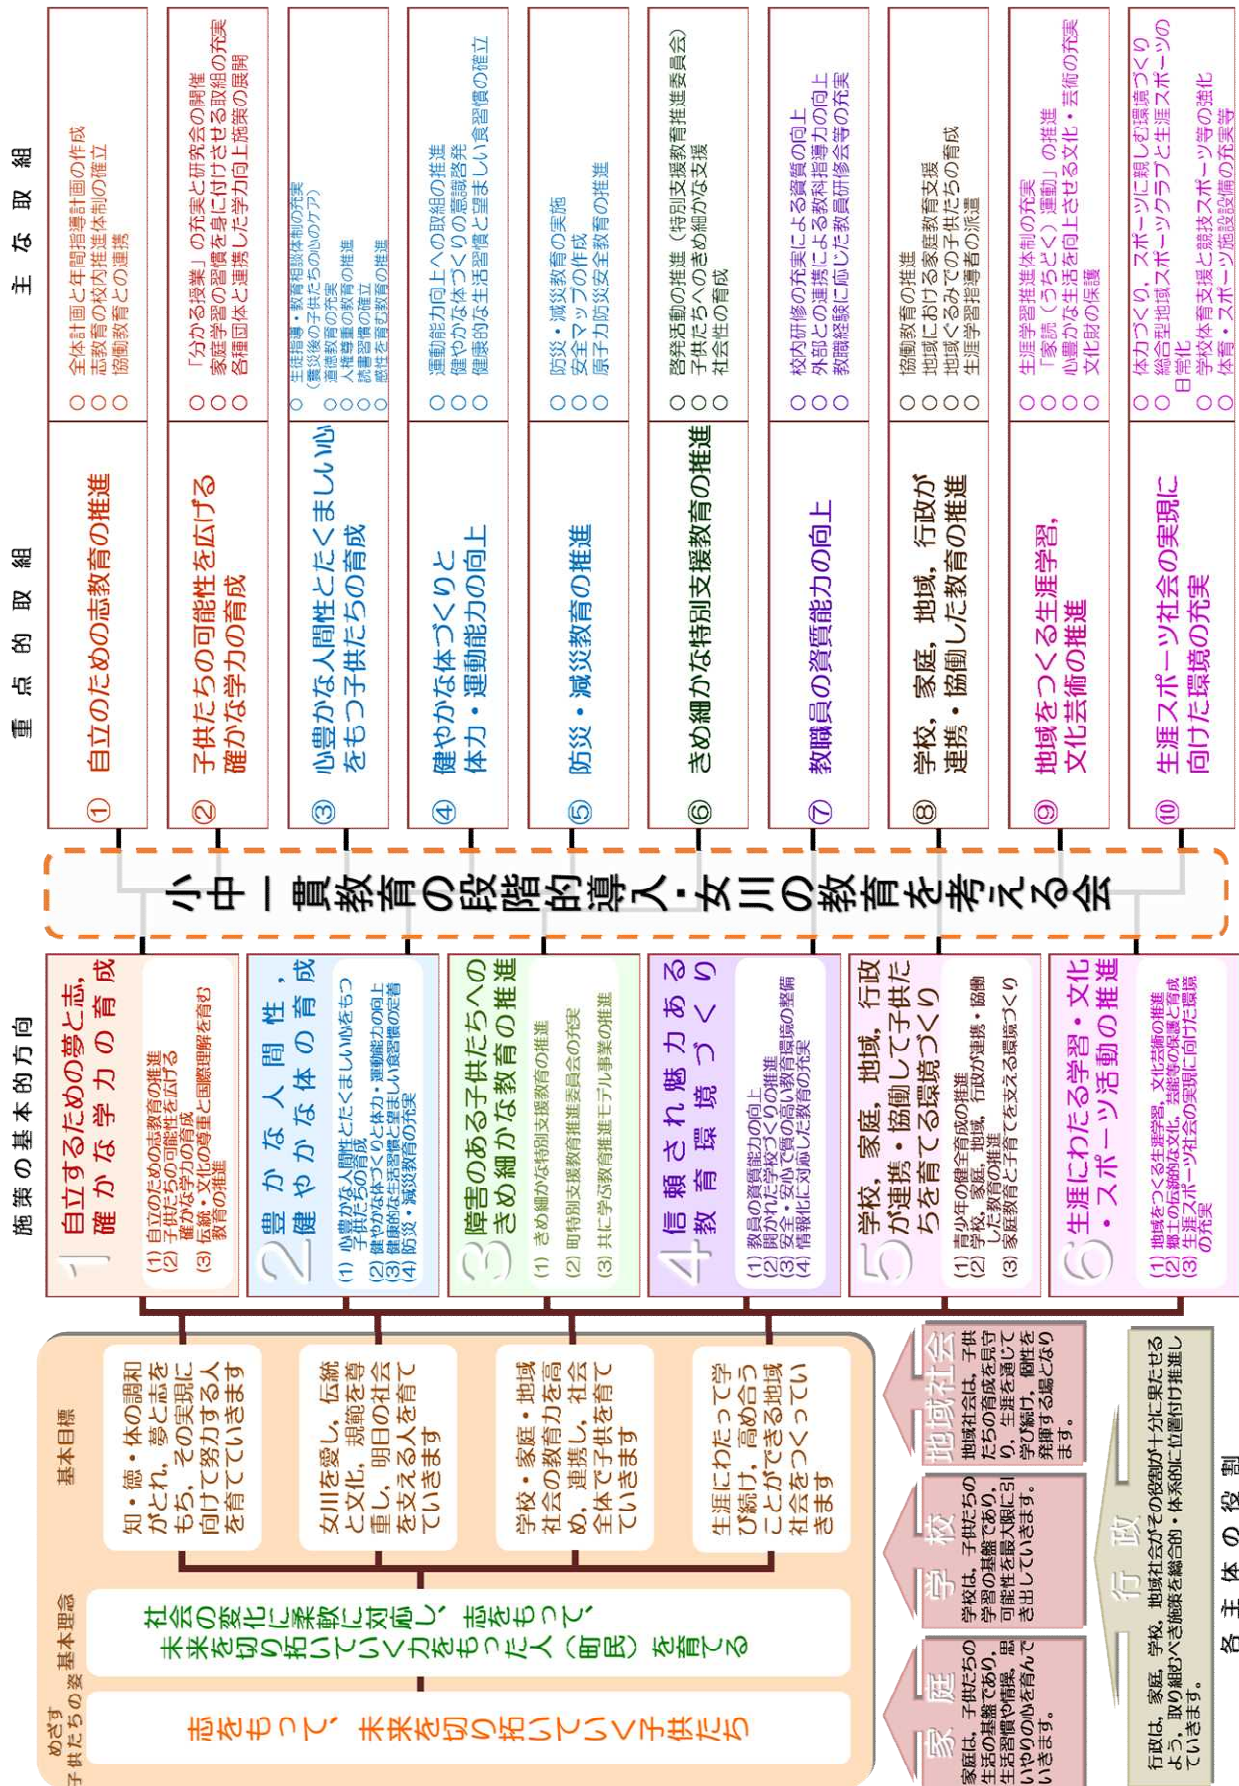 めざす
子供たちの姿
志をもって、未来を切り拓いていく子供たち
基本理念
社会の変化に柔軟に対応し、志をもって、
未来を切り拓いていく力をもった人（町民）を育てる
基本目標
知・徳・体の調和
がとれ，夢と志を
もち，その実現に
向けて努力する人
を育てていきます
女川を愛し，伝統
と文化，規範を尊
重し，明日の社会
を支える人を育て
ていきます
学校・家庭・地域
社会の教育力を高
め，連携し，社会
全体で子供を育て
ていきます
生涯にわたって学
び続け，高め合う
ことができる地域
社会をつくってい
きます
家庭
家庭は，子供たちの
生活の基盤であり，
生活習慣や情操，思
いやりの心を育んで
いきます。
学校
学校は，子供たちの
学習の基盤であり，
可能性を最大限に引
き出していきます。
地域社会
地域社会は，子供
たちの育成を見守
り，生涯を通じて
学び続け，個性を
発揮する場となり
ます。
行政
行政は，家庭，学校，地域社会がその役割が十分に果たせる
よう，取り組むべき施策を総合的・体系的に位置付け推進し
ていきます。
各主体の役割
施策の基本的方向
1 自立するための夢と志，
確かな学力の育成
(1) 自立のための志教育の推進
(2) 子供たちの可能性を広げる
確かな学力の育成
(3) 伝統・文化の尊重と国際理解を育む
教育の推進
2 豊かな人間性，
健やかな体の育成
(1) 心豊かな人間性とたくましい心をもつ
子供たちの育成
(2) 健やかな体づくりと体力・運動能力の向上
(3) 健康的な生活習慣と望ましい食習慣の定着
(4) 防災・減災教育の充実
3 障害のある子供たちへの
きめ細かな教育の推進
(1) きめ細かな特別支援教育の推進
(2) 町特別支援教育推進委員会の充実
(3) 共に学ぶ教育推進モデル事業の推進
4 信頼され魅力ある
教育環境づくり
(1) 教員の資質能力の向上
(2) 開かれた学校づくりの推進
(3) 安全・安心で質の高い教育環境の整備
(4) 情報化に対応した教育の充実
5 学校，家庭，地域，行政
が連携・協働して子供た
ちを育てる環境づくり
(1) 青少年の健全育成の推進
(2) 学校，家庭，地域，行政が連携・協働
した教育の推進
(3) 家庭教育と子育てを支える環境づくり
6 生涯にわたる学習・文化
・スポーツ活動の推進
(1) 地域をつくる生涯学習，文化芸術の推進
(2) 郷土の伝統的な文化，芸能等の保護と育成
(3) 生涯スポーツ社会の実現に向けた環境
の充実
小中一貫教育の段階的導入・女川の教育を考える会
重点的取組
主な取組
① 自立のための志教育の推進
○ 全体計画と年間指導計画の作成
○ 志教育の校内推進体制の確立
○ 協働教育との連携
② 子供たちの可能性を広げる
確かな学力の育成
○ 「分かる授業」の充実と研究会の開催
○ 家庭学習の習慣を身に付けさせる取組の充実
○ 各種団体と連携した学力向上施策の展開
③ 心豊かな人間性とたくましい心
をもつ子供たちの育成
○ 生徒指導・教育相談体制の充実
（震災後の子供たちの心のケア）
○ 道徳教育の充実
○ 人権尊重の教育の推進
○ 読書習慣の確立
○ 感性を育む教育の推進
④ 健やかな体づくりと
体力・運動能力の向上
○ 運動能力向上への取組の推進
○ 健やかな体づくりの意識啓発
○ 健康的な生活習慣と望ましい食習慣の確立
⑤ 防災・減災教育の推進
○ 防災・減災教育の実施
○ 安全マップの作成
○ 原子力防災安全教育の推進
⑥ きめ細かな特別支援教育の推進
○ 啓発活動の推進（特別支援教育推進委員会）
○ 子供たちへのきめ細かな支援
○ 社会性の育成
⑦ 教職員の資質能力の向上
○ 校内研修の充実による資質の向上
○ 外部との連携による教科指導力の向上
○ 教職経験に応じた教員研修会等の充実
⑧ 学校，家庭，地域，行政が
連携・協働した教育の推進
○ 協働教育の推進
○ 地域における家庭教育支援
○ 地域ぐるみでの子供たちの育成
○ 生涯学習指導者の派遣
⑨ 地域をつくる生涯学習，
文化芸術の推進
○ 生涯学習推進体制の充実
○ 「家読（うちどく）運動」の推進
○ 心豊かな生活を向上させる文化・芸術の充実
○ 文化財の保護
⑩ 生涯スポーツ社会の実現に
向けた環境の充実
○ 体力づくり，スポーツに親しむ環境づくり
○ 総合型地域スポーツクラブと生涯スポーツの
日常化
○ 学校体育支援と競技スポーツ等の強化
○ 体育・スポーツ施設設備の充実等